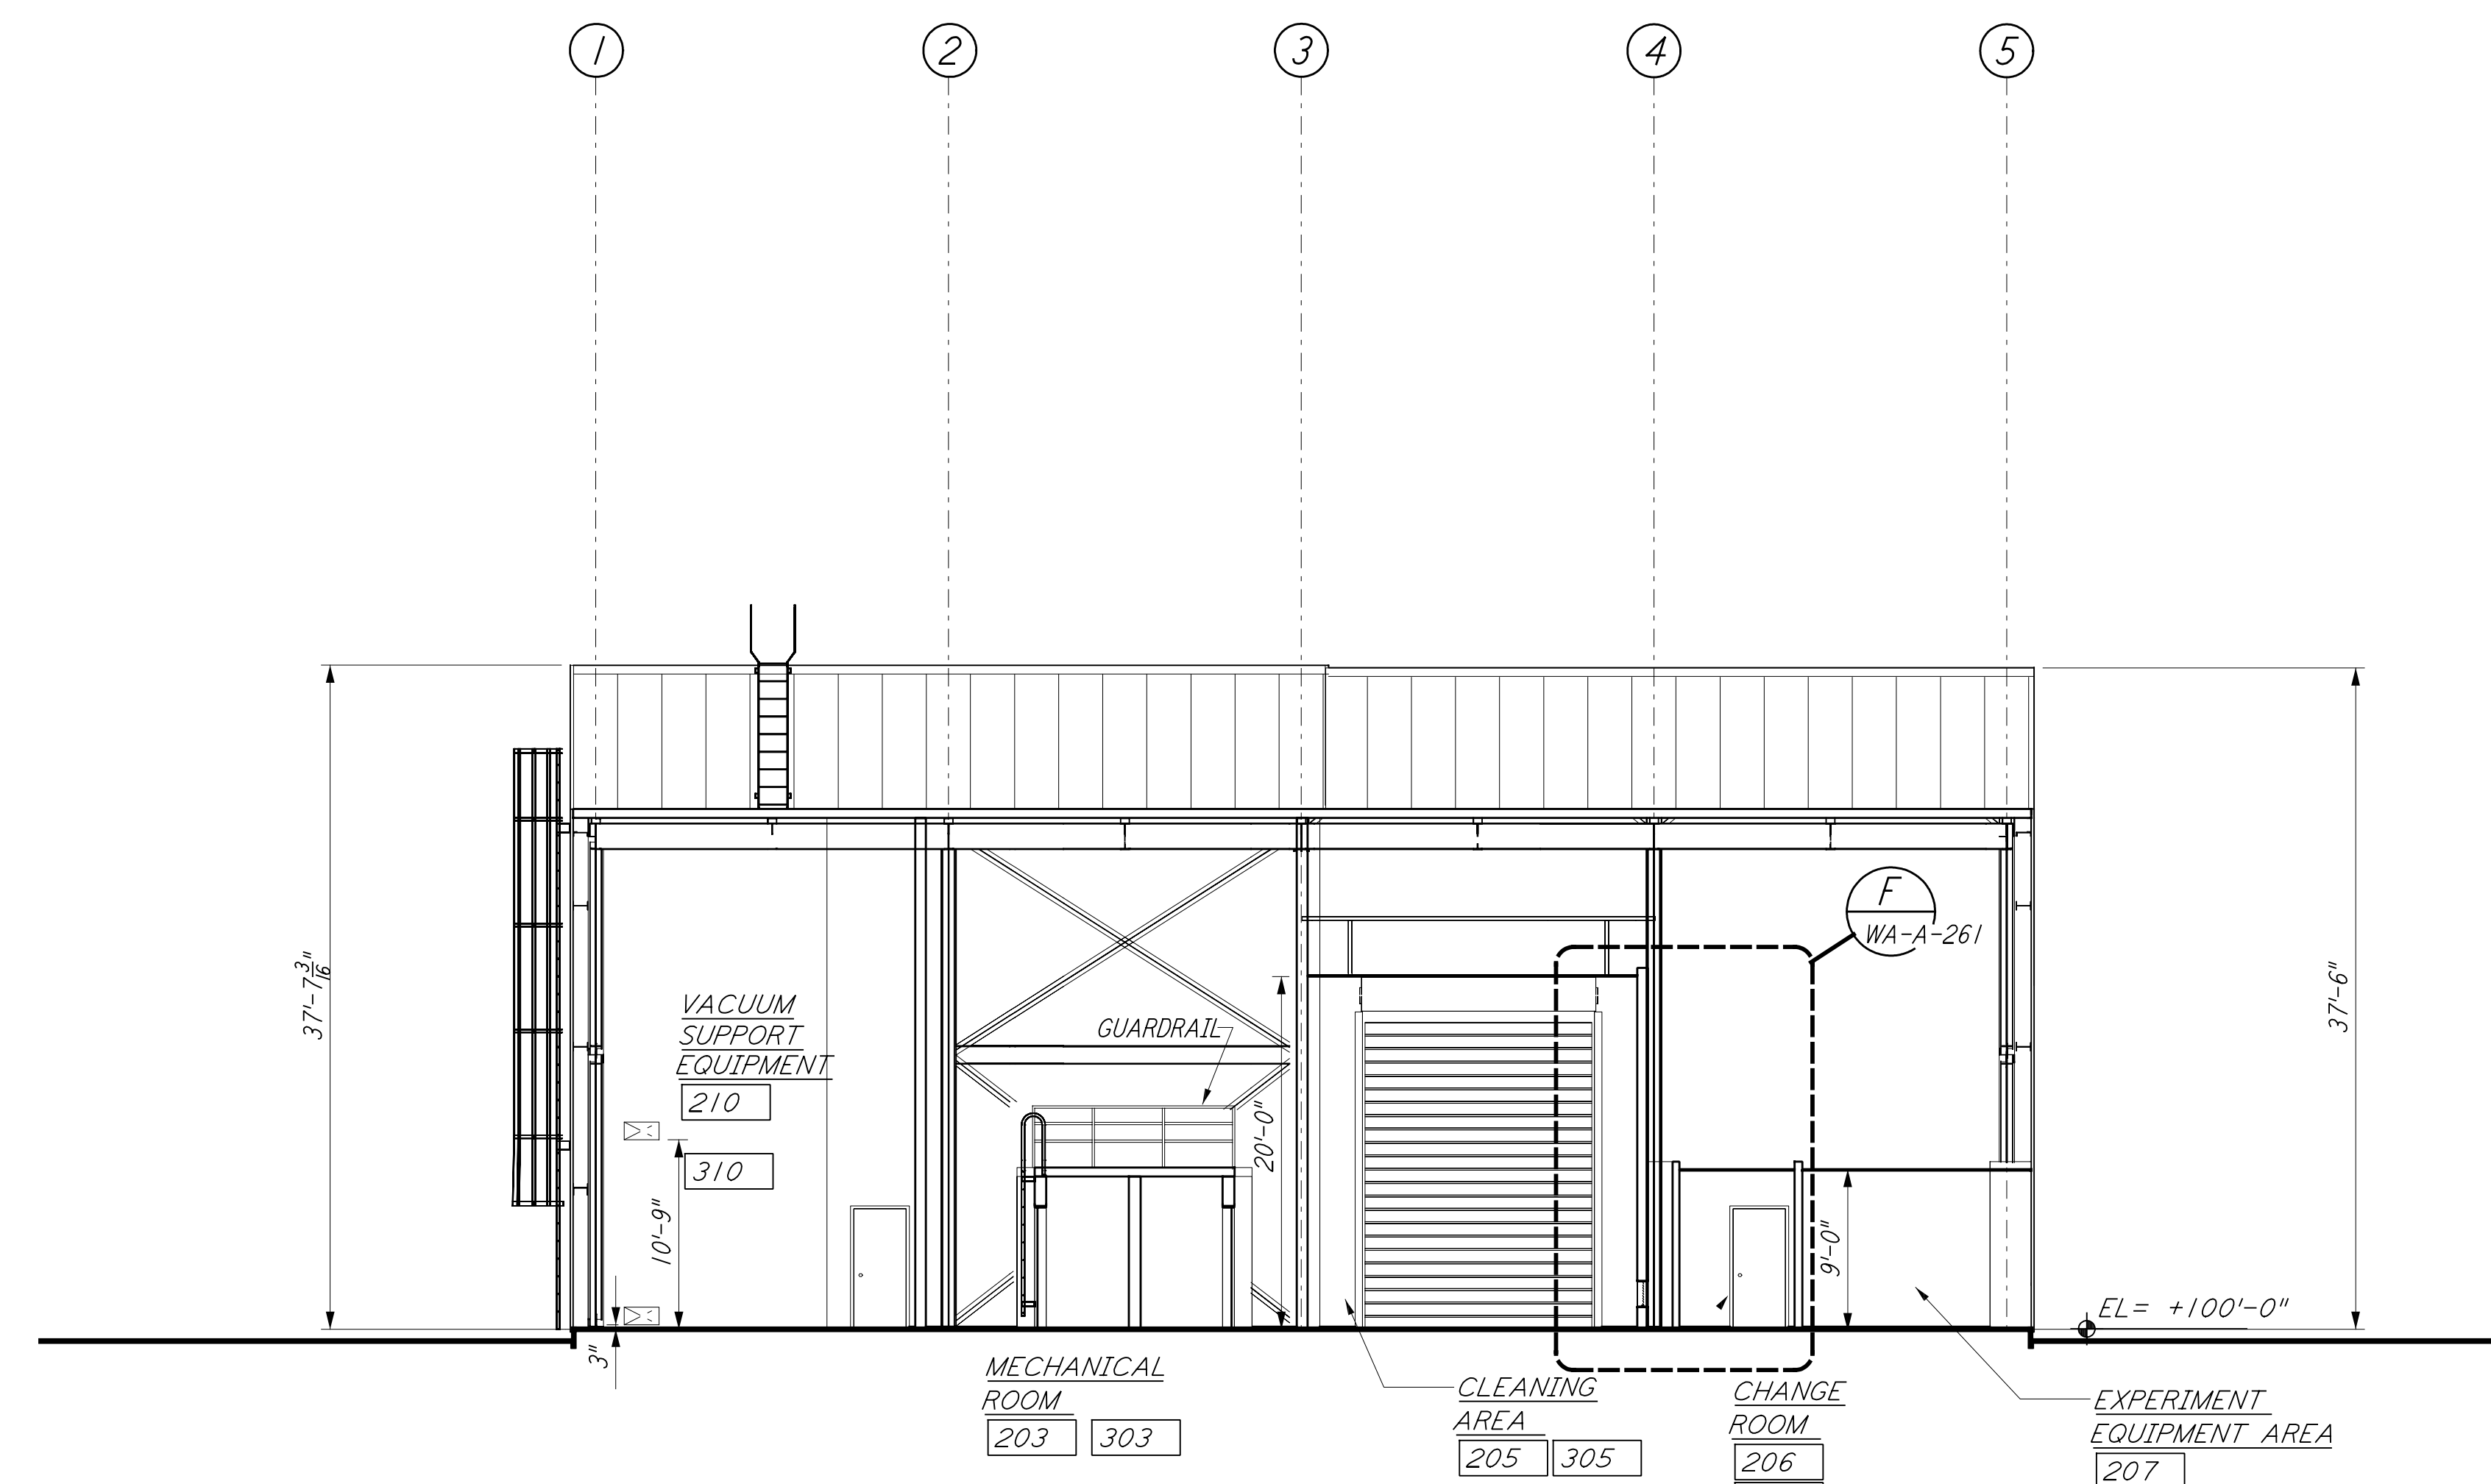 1 2 3 4 5
F
WA-A-261
37'-7 3/16"
37'-6"
VACUUM
SUPPORT
EQUIPMENT
210
310
GUARDRAIL
20'-0"
10'-9"
9'-0"
3"
EL= +100'-0"
MECHANICAL
ROOM
203 303
CLEANING
AREA
205 305
CHANGE
ROOM
206
EXPERIMENT
EQUIPMENT AREA
207